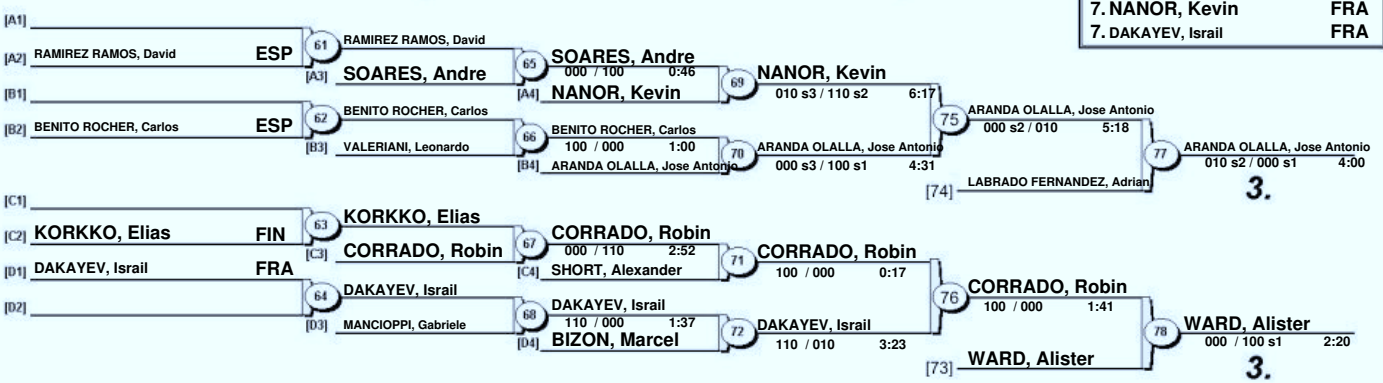 7. NANOR, Kevin FRA
7. DAKAYEV, Israil FRA
[A1]
[A2] RAMIREZ RAMOS, David ESP
61
RAMIREZ RAMOS, David
[A3] SOARES, Andre
65
SOARES, Andre
000 / 100 0:46
[A4] NANOR, Kevin
69
NANOR, Kevin
010 s3 / 110 s2 6:17
[B1]
[B2] BENITO ROCHER, Carlos ESP
62
BENITO ROCHER, Carlos
[B3] VALERIANI, Leonardo
66
BENITO ROCHER, Carlos
100 / 000 1:00
[B4] ARANDA OLALLA, Jose Antonio
70
ARANDA OLALLA, Jose Antonio
000 s3 / 100 s1 4:31
75
ARANDA OLALLA, Jose Antonio
000 s2 / 010 5:18
[74] LABRADO FERNANDEZ, Adrian
77
ARANDA OLALLA, Jose Antonio
010 s2 / 000 s1 4:00
3.
[C1]
[C2] KORKKO, Elias FIN
63
KORKKO, Elias
[C3] CORRADO, Robin
67
CORRADO, Robin
000 / 110 2:52
[C4] SHORT, Alexander
71
CORRADO, Robin
100 / 000 0:17
[D1] DAKAYEV, Israil FRA
[D2]
64
DAKAYEV, Israil
[D3] MANCIOPPI, Gabriele
68
DAKAYEV, Israil
110 / 000 1:37
[D4] BIZON, Marcel
72
DAKAYEV, Israil
110 / 010 3:23
76
CORRADO, Robin
100 / 000 1:41
[73] WARD, Alister
78
WARD, Alister
000 / 100 s1 2:20
3.